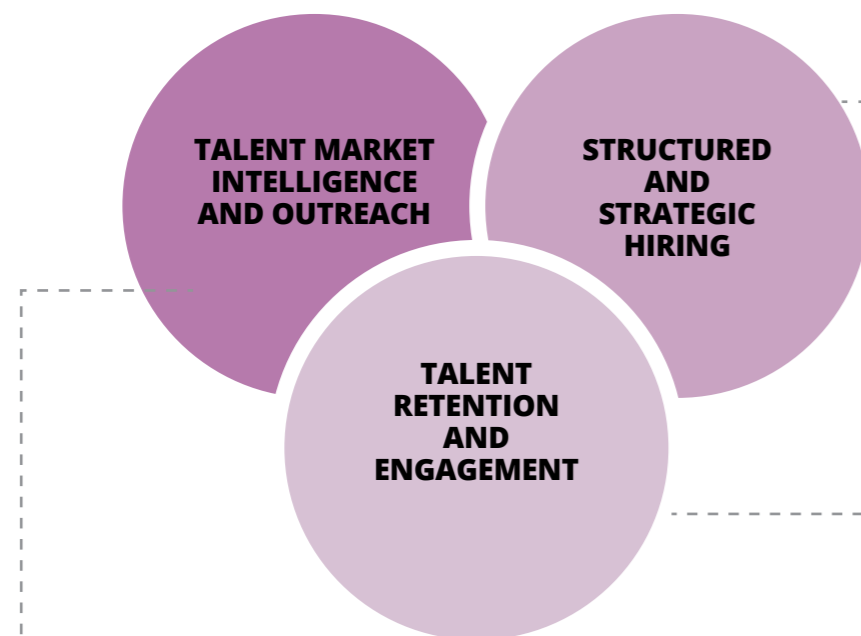 TALENT MARKET
INTELLIGENCE
AND OUTREACH
STRUCTURED
AND
STRATEGIC
HIRING
TALENT
RETENTION
AND
ENGAGEMENT